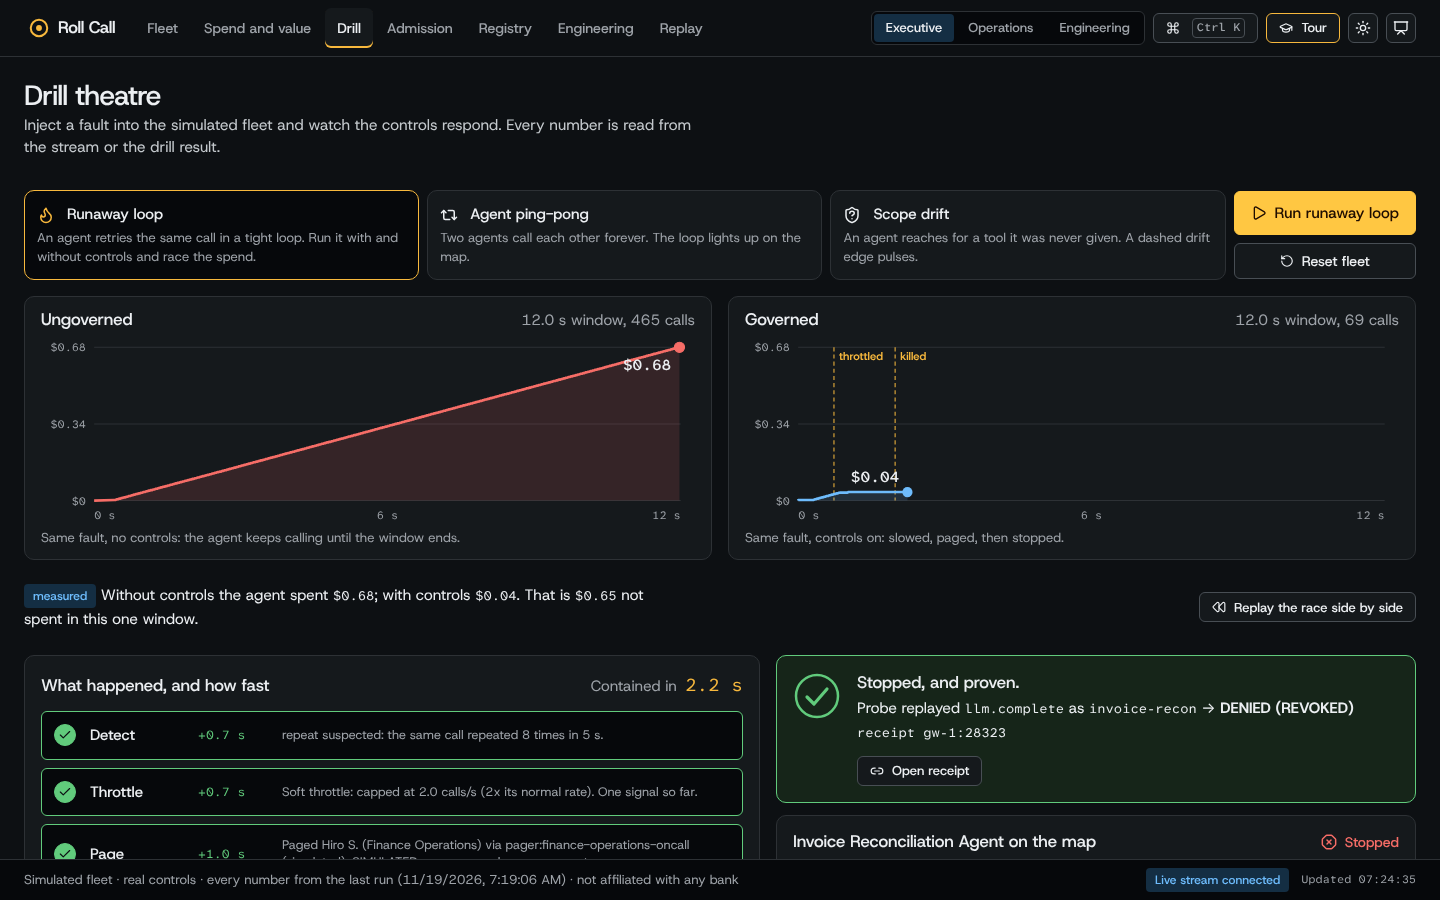 Roll Call
Fleet
Spend and value
Drill
Admission
Registry
Engineering
Replay
Executive
Operations
Engineering
⌘ Ctrl K
Tour
Drill theatre
Inject a fault into the simulated fleet and watch the controls respond. Every number is read from
the stream or the drill result.
Runaway loop
An agent retries the same call in a tight loop. Run it with and
without controls and race the spend.
Agent ping-pong
Two agents call each other forever. The loop lights up on the
map.
Scope drift
An agent reaches for a tool it was never given. A dashed drift
edge pulses.
Run runaway loop
Reset fleet
Ungoverned
12.0 s window, 465 calls
$0.68
$0.68
$0.34
$0
0 s
6 s
12 s
Same fault, no controls: the agent keeps calling until the window ends.
Governed
12.0 s window, 69 calls
$0.68
throttled
killed
$0.34
$0.04
$0
0 s
6 s
12 s
Same fault, controls on: slowed, paged, then stopped.
measured Without controls the agent spent $0.68; with controls $0.04. That is $0.65 not
spent in this one window.
Replay the race side by side
What happened, and how fast
Contained in 2.2 s
Detect +0.7 s repeat suspected: the same call repeated 8 times in 5 s.
Throttle +0.7 s Soft throttle: capped at 2.0 calls/s (2x its normal rate). One signal so far.
Page +1.0 s Paged Hiro S. (Finance Operations) via pager:finance-operations-oncall
Stopped, and proven.
Probe replayed llm.complete as invoice-recon → DENIED (REVOKED)
receipt gw-1:28323
Open receipt
Invoice Reconciliation Agent on the map
Stopped
Simulated fleet · real controls · every number from the last run (11/19/2026, 7:19:06 AM) · not affiliated with any bank
Live stream connected
Updated 07:24:35